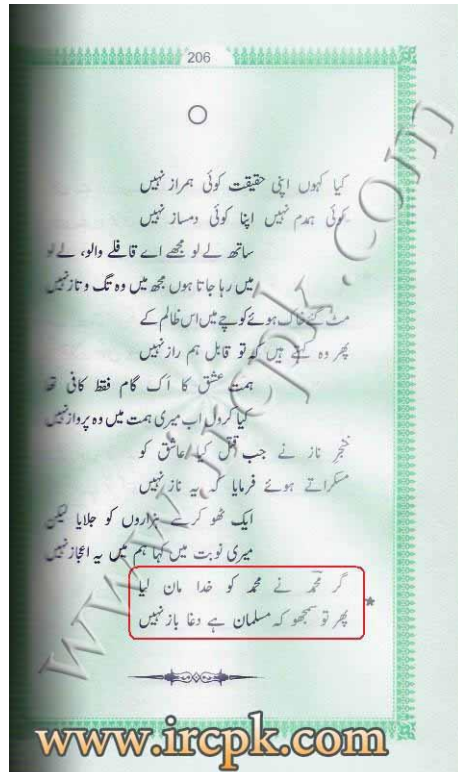 206
کیا کہوں اپنی حقیقت کوئی ہمراز نہیں
کوئی ہمدم نہیں اپنا کوئی دمساز نہیں
ساتھ لے لو مجھے اے قافلے والو، لے لو
میں رہا جاتا ہوں مجھ میں وہ تگ و تاز نہیں
مٹ گئے خاک ہوئے کوچے میں اس ظالم کے
پھر وہ کہتے ہیں کہ تو قابل ہم راز نہیں
ہمت عشق کا اک گام فقط کافی تھا
کیا کروں اب میری ہمت میں وہ پرواز نہیں
خنجر ناز نے جب قتل کیا عاشق کو
مسکراتے ہوئے فرمایا کہ یہ ناز نہیں
ایک ٹھوکر سے ہزاروں کو جلایا لیکن
میری نوبت میں کہا ہم میں یہ اعجاز نہیں
گر محمدؐ نے محمد کو خدا مان لیا
پھر تو سمجھو کہ مسلمان ہے دغا باز نہیں
*
www.ircpk.com
www.ircpk.com